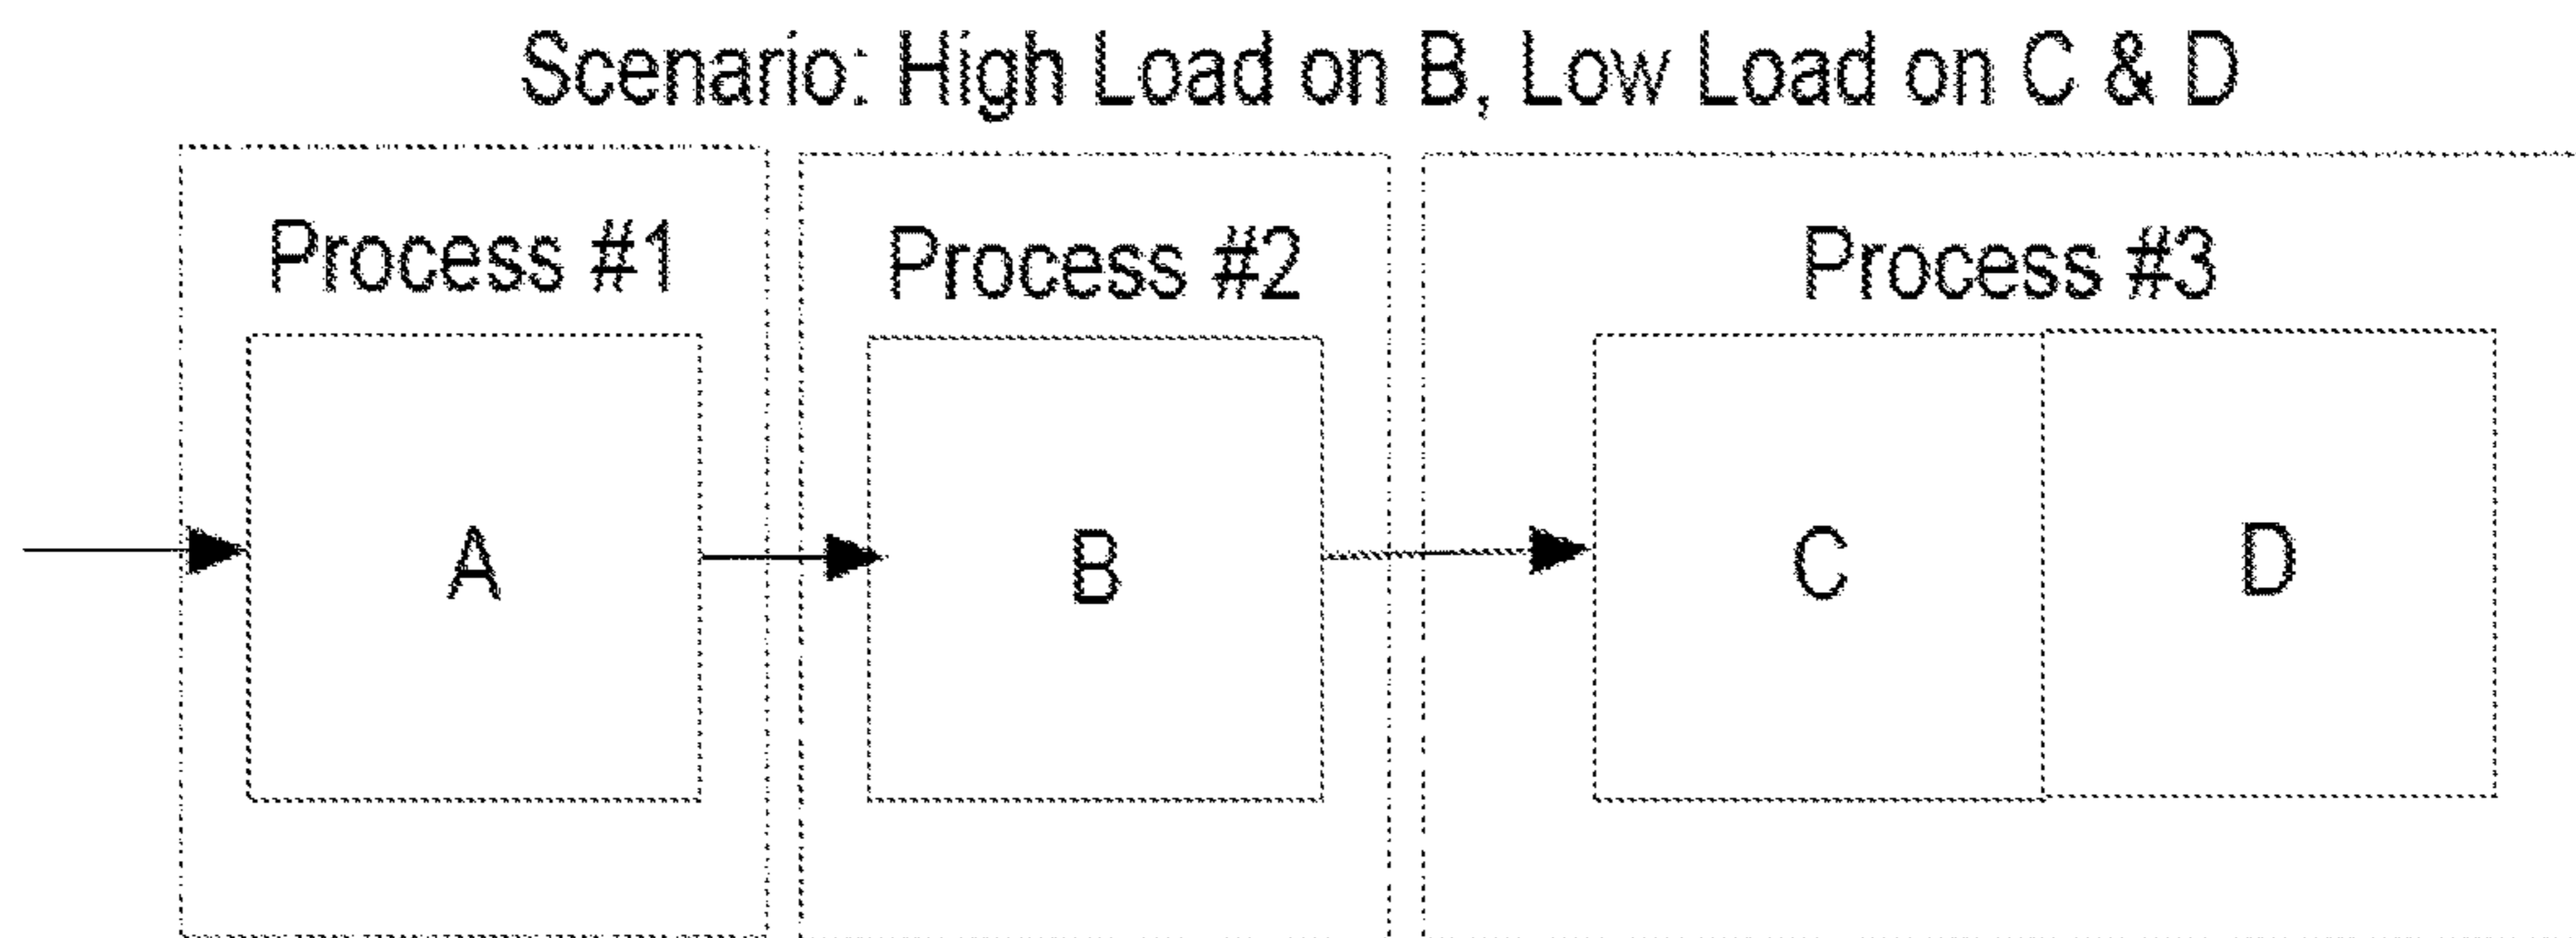 Scenario: High Load on B, Low Load on C & D
Process #1
Process #2
Process #3
A
B
C
D